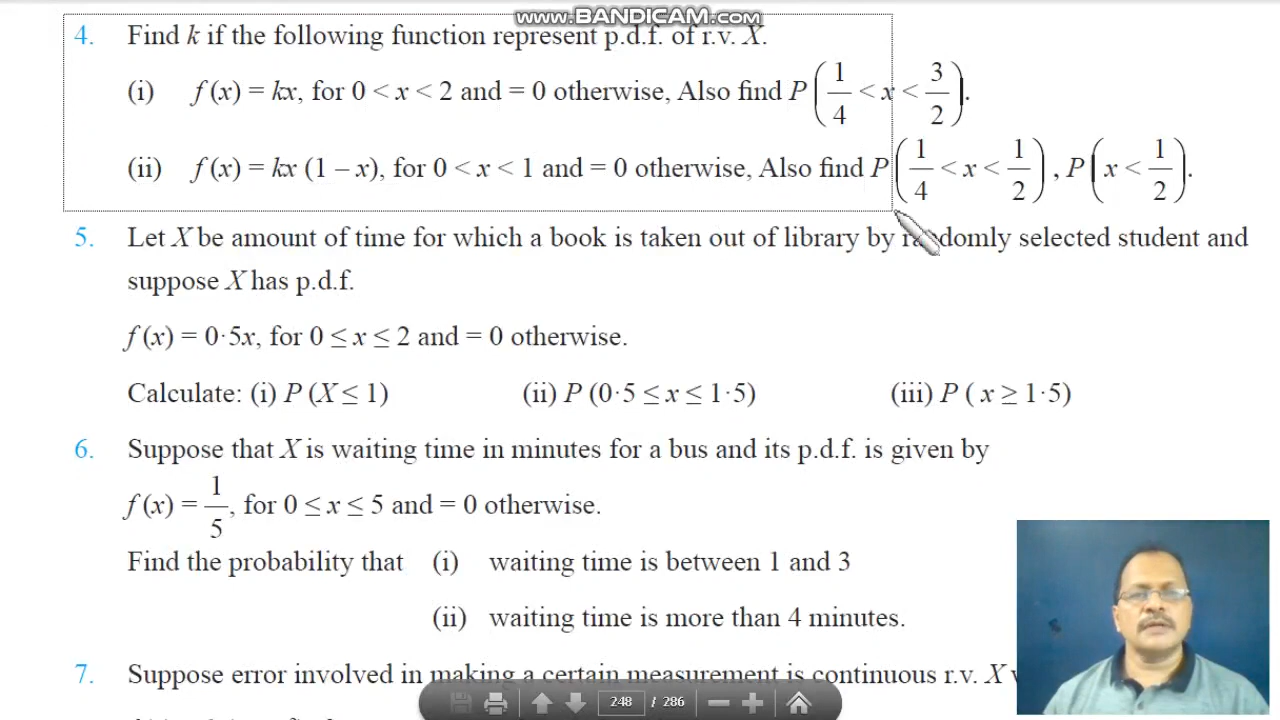 www.BANDICAM.com
4. Find k if the following function represent p.d.f. of r.v. X.
(i) f (x) = kx, for 0 < x < 2 and = 0 otherwise, Also find P(1/4 < x < 3/2).
(ii) f (x) = kx (1 – x), for 0 < x < 1 and = 0 otherwise, Also find P(1/4 < x < 1/2), P(x < 1/2).
5. Let X be amount of time for which a book is taken out of library by randomly selected student and
suppose X has p.d.f.
f (x) = 0·5x, for 0 ≤ x ≤ 2 and = 0 otherwise.
Calculate: (i) P (X ≤ 1) (ii) P (0·5 ≤ x ≤ 1·5) (iii) P ( x ≥ 1·5)
6. Suppose that X is waiting time in minutes for a bus and its p.d.f. is given by
f (x) = 1/5, for 0 ≤ x ≤ 5 and = 0 otherwise.
Find the probability that (i) waiting time is between 1 and 3
(ii) waiting time is more than 4 minutes.
7. Suppose error involved in making a certain measurement is continuous r.v. X
248 / 286